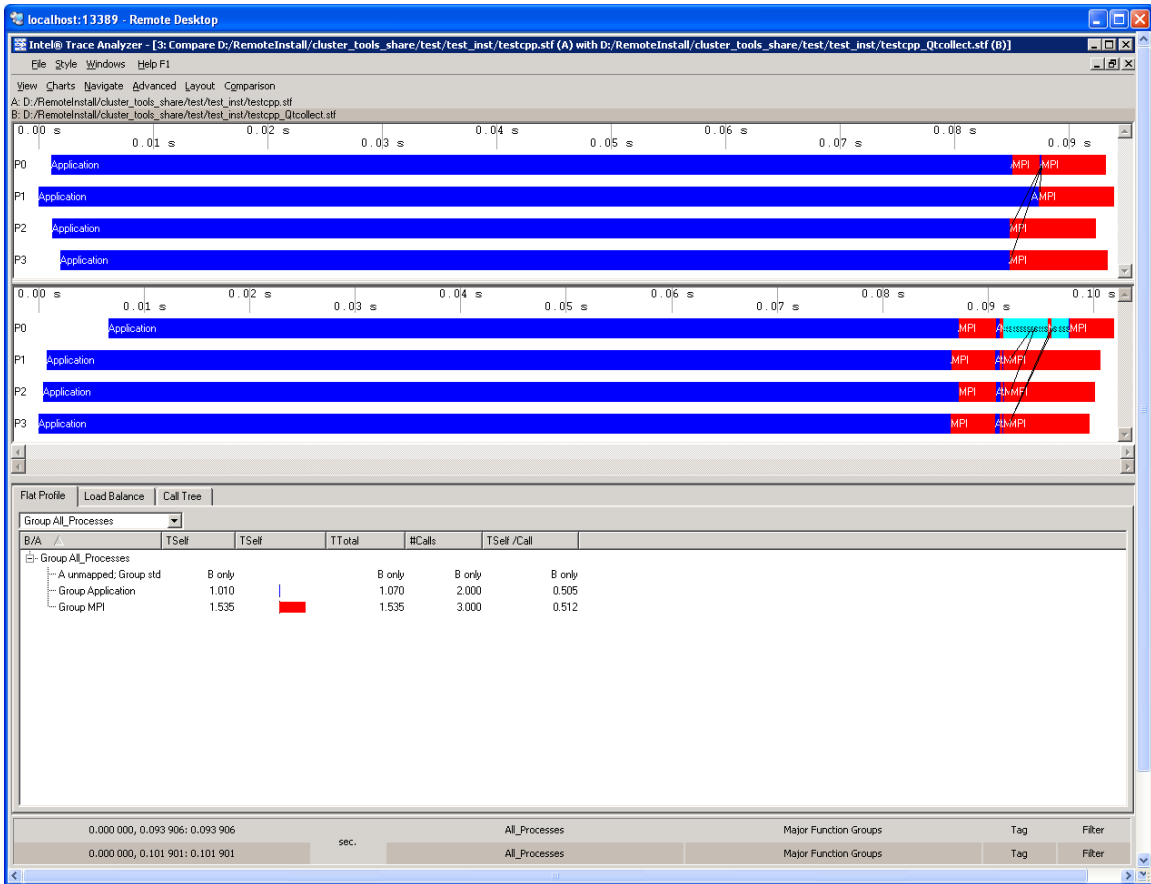 localhost:13389 - Remote Desktop
Intel® Trace Analyzer - [3: Compare D:/RemoteInstall/cluster_tools_share/test/test_inst/testcpp.stf (A) with D:/RemoteInstall/cluster_tools_share/test/test_inst/testcpp_Qtcollect.stf (B)]
File Style Windows Help F1
View Charts Navigate Advanced Layout Comparison
A: D:/RemoteInstall/cluster_tools_share/test/test_inst/testcpp.stf
B: D:/RemoteInstall/cluster_tools_share/test/test_inst/testcpp_Qtcollect.stf
0.00 s 0.02 s 0.04 s 0.06 s 0.08 s
0.01 s 0.03 s 0.05 s 0.07 s 0.09 s
P0 Application MPI MPI
P1 Application A MPI
P2 Application MPI
P3 Application MPI
0.00 s 0.02 s 0.04 s 0.06 s 0.08 s 0.10 s
0.01 s 0.03 s 0.05 s 0.07 s 0.09 s
P0 Application MPI MPI
P1 Application MPI MPI
P2 Application MPI MPI
P3 Application MPI MPI
Flat Profile Load Balance Call Tree
Group All_Processes
B/A TSelf TSelf TTotal #Calls TSelf /Call
Group All_Processes
A unmapped; Group std B only B only B only B only
Group Application 1.010 1.070 2.000 0.505
Group MPI 1.535 1.535 3.000 0.512
0.000 000, 0.093 906: 0.093 906 All_Processes Major Function Groups Tag Filter
sec.
0.000 000, 0.101 901: 0.101 901 All_Processes Major Function Groups Tag Filter